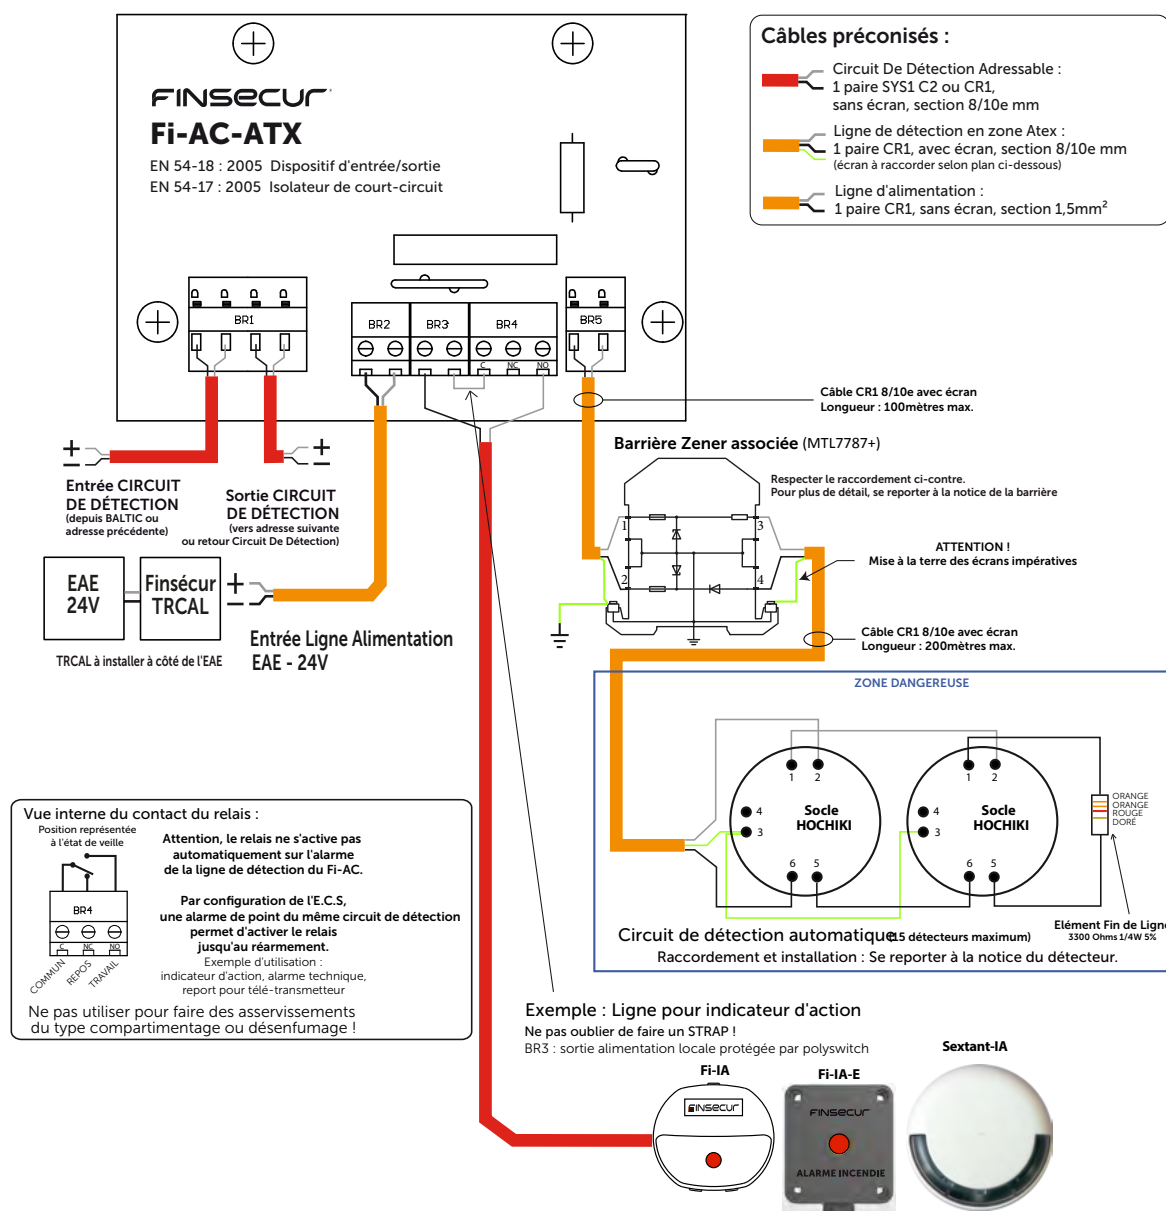 FINSECUR
Fi-AC-ATX
EN 54-18 : 2005 Dispositif d'entrée/sortie
EN 54-17 : 2005 Isolateur de court-circuit
Câbles préconisés :
Circuit De Détection Adressable :
1 paire SYS1 C2 ou CR1,
sans écran, section 8/10e mm
Ligne de détection en zone Atex :
1 paire CR1, avec écran, section 8/10e mm
(écran à raccorder selon plan ci-dessous)
Ligne d'alimentation :
1 paire CR1, sans écran, section 1,5mm²
BR1
BR2
BR3
BR4
BR5
C
NC
NO
Câble CR1 8/10e avec écran
Longueur : 100mètres max.
+
−
+
−
Entrée CIRCUIT
DE DÉTECTION
(depuis BALTIC ou
adresse précédente)
Sortie CIRCUIT
DE DÉTECTION
(vers adresse suivante
ou retour Circuit De Détection)
Barrière Zener associée (MTL7787+)
Respecter le raccordement ci-contre.
Pour plus de détail, se reporter à la notice de la barrière
1
2
3
4
ATTENTION !
Mise à la terre des écrans impératives
EAE
24V
Finsécur
TRCAL
+
−
TRCAL à installer à côté de l'EAE
Entrée Ligne Alimentation
EAE - 24V
Câble CR1 8/10e avec écran
Longueur : 200mètres max.
ZONE DANGEREUSE
1
2
4
3
6
5
Socle
HOCHIKI
1
2
4
3
6
5
Socle
HOCHIKI
ORANGE
ORANGE
ROUGE
DORÉ
Elément Fin de Ligne
3300 Ohms 1/4W 5%
Circuit de détection automatique (15 détecteurs maximum)
Raccordement et installation : Se reporter à la notice du détecteur.
Vue interne du contact du relais :
Position représentée
à l'état de veille
BR4
C
NC
NO
COMMUN
REPOS
TRAVAIL
Attention, le relais ne s'active pas
automatiquement sur l'alarme
de la ligne de détection du Fi-AC.
Par configuration de l'E.C.S,
une alarme de point du même circuit de détection
permet d'activer le relais
jusqu'au réarmement.
Exemple d'utilisation :
indicateur d'action, alarme technique,
report pour télé-transmetteur
Ne pas utiliser pour faire des asservissements
du type compartimentage ou désenfumage !
Exemple : Ligne pour indicateur d'action
Ne pas oublier de faire un STRAP !
BR3 : sortie alimentation locale protégée par polyswitch
Fi-IA
FINSECUR
Fi-IA-E
FINSECUR
ALARME INCENDIE
Sextant-IA